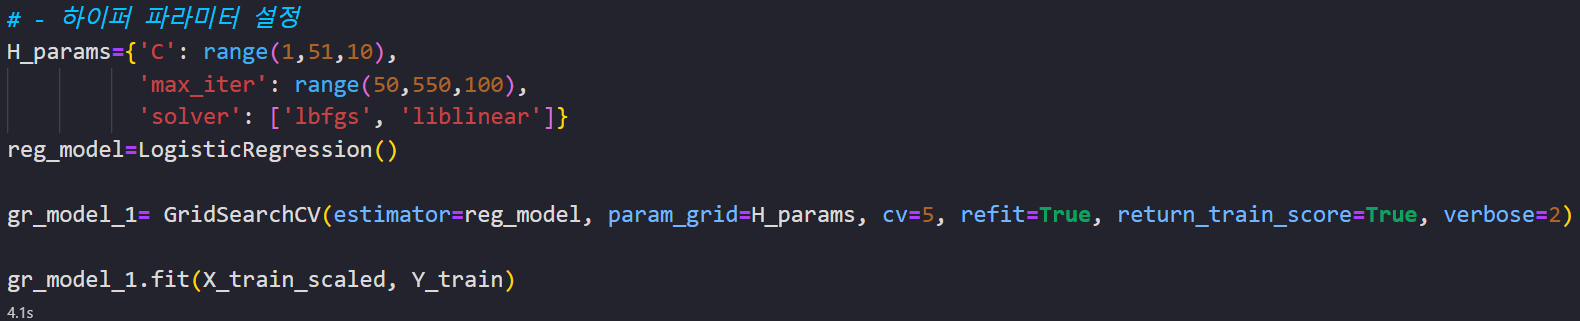 # - 하이퍼 파라미터 설정
H_params={'C': range(1,51,10),
'max_iter': range(50,550,100),
'solver': ['lbfgs', 'liblinear']}
reg_model=LogisticRegression()
gr_model_1= GridSearchCV(estimator=reg_model, param_grid=H_params, cv=5, refit=True, return_train_score=True, verbose=2)
gr_model_1.fit(X_train_scaled, Y_train)
4.1s